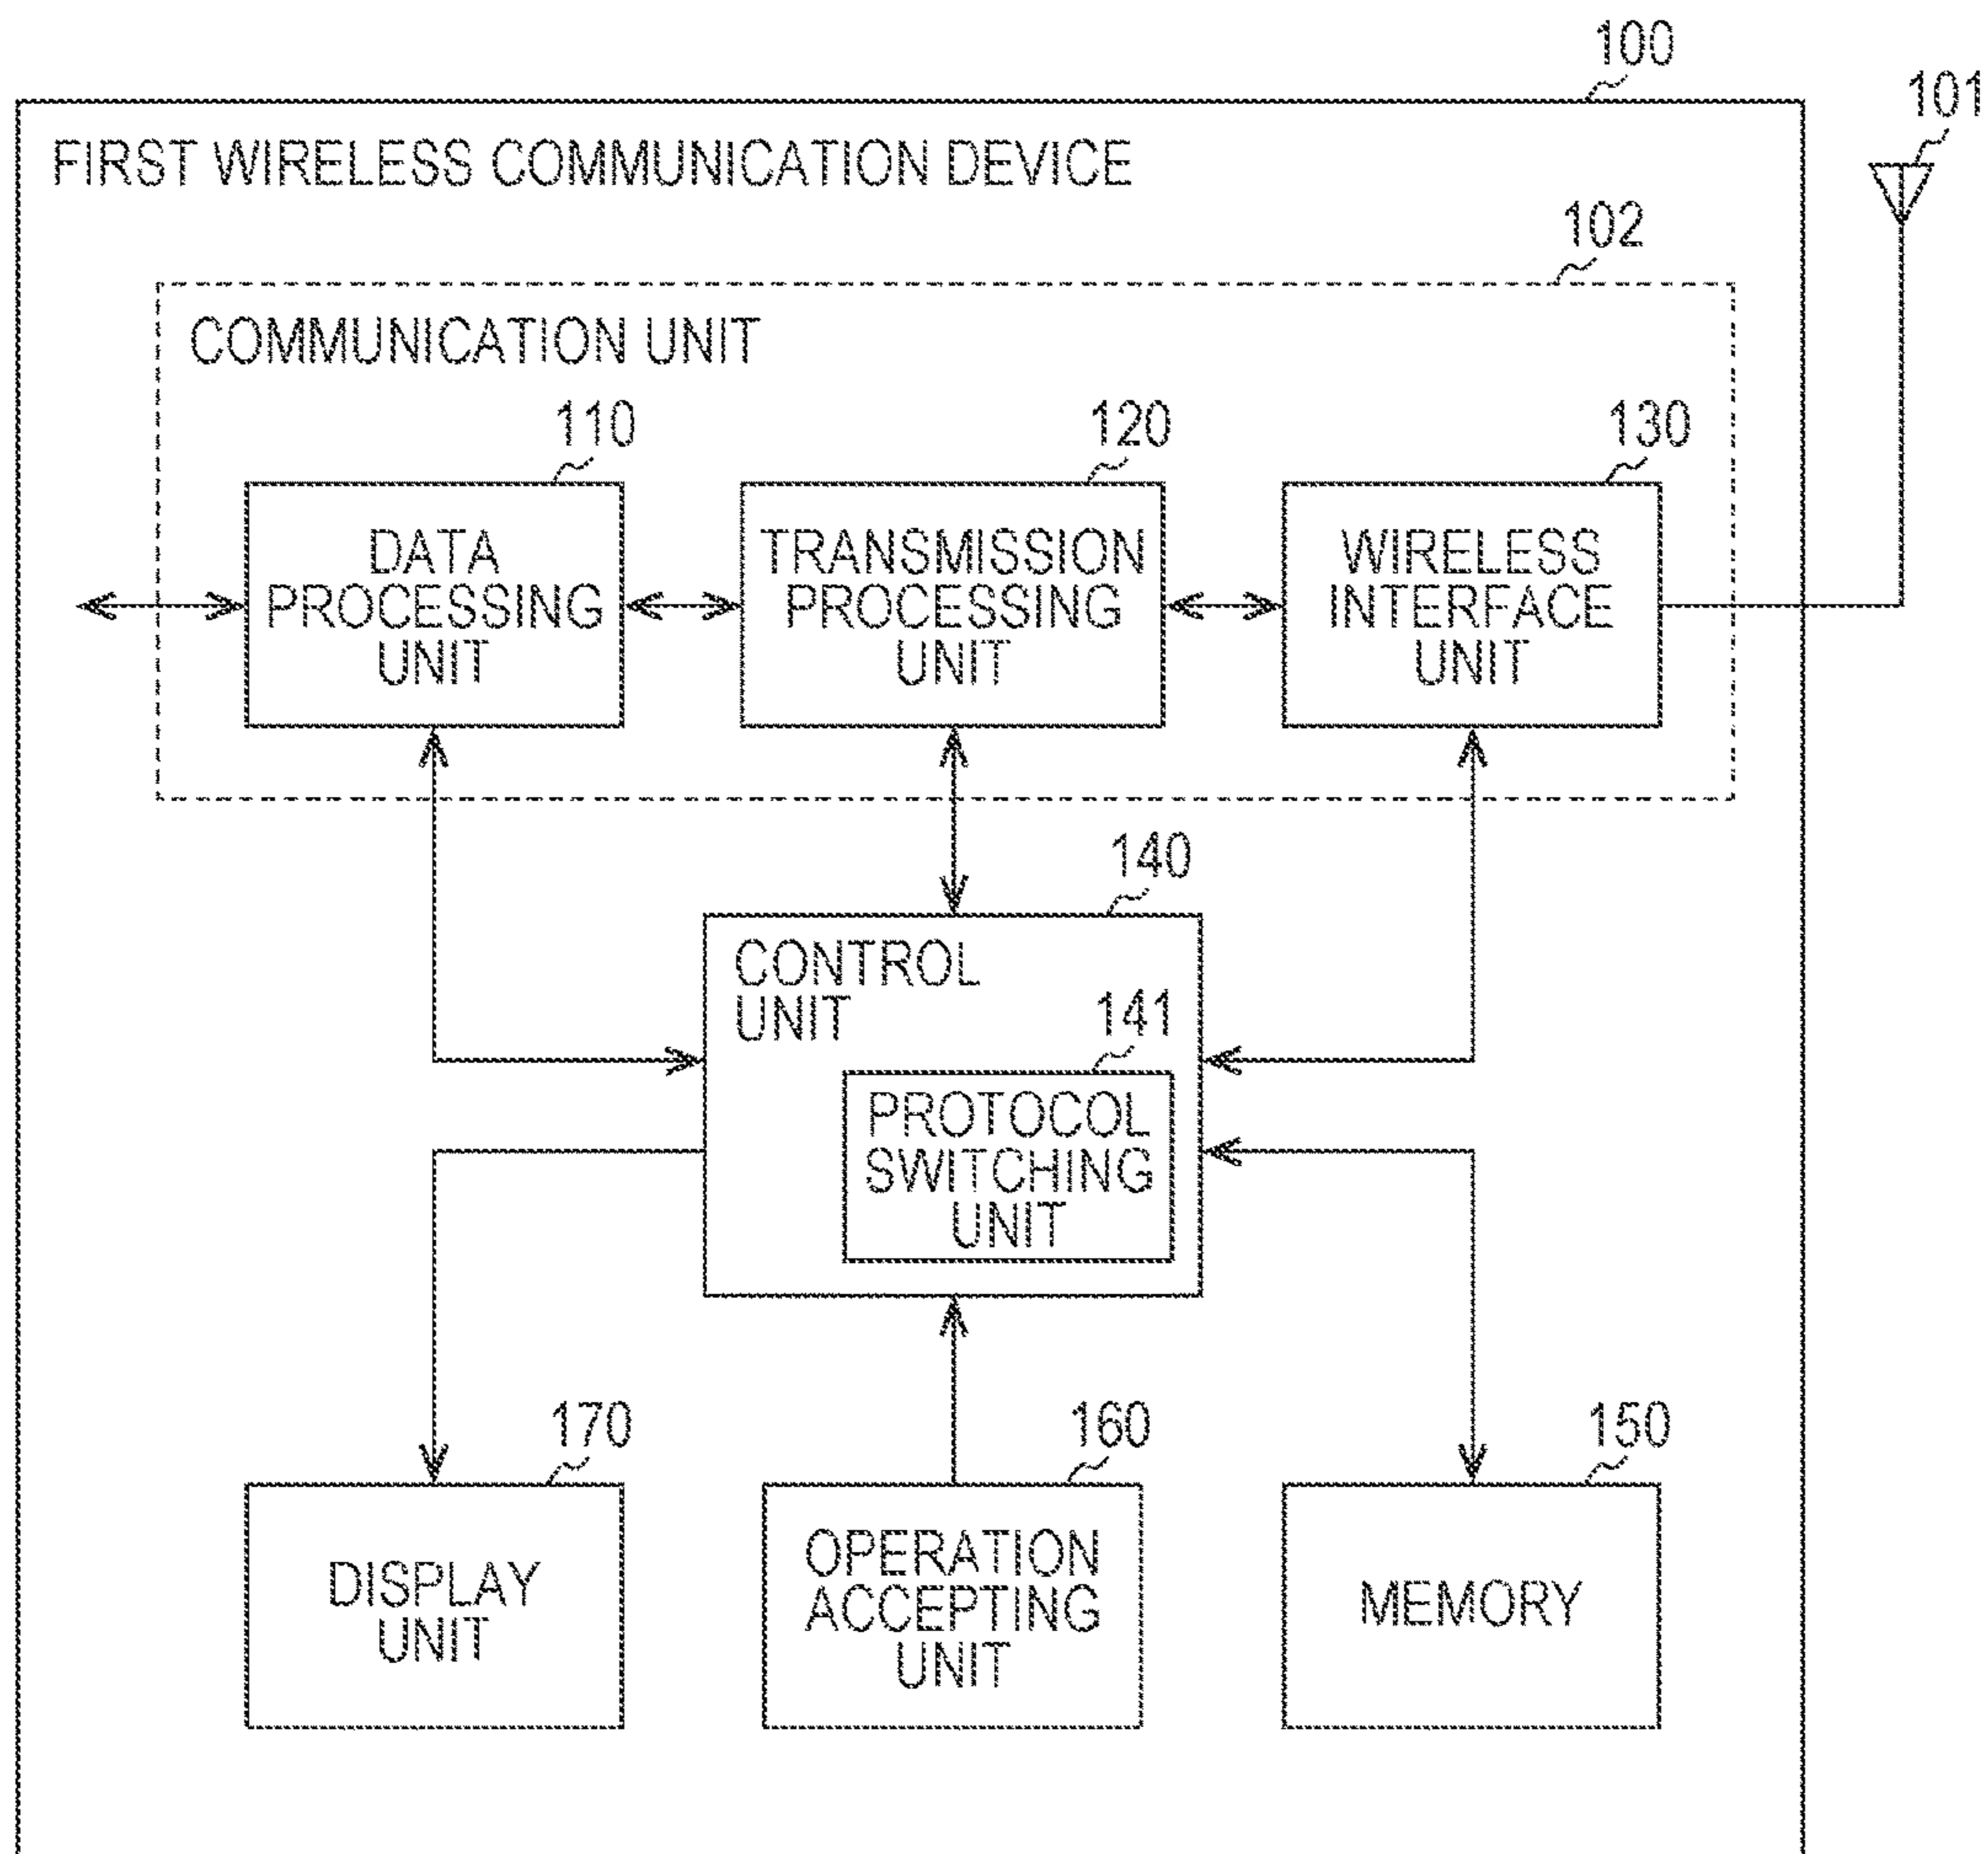 100
101
FIRST WIRELESS COMMUNICATION DEVICE
102
COMMUNICATION UNIT
110
120
130
DATA
PROCESSING
UNIT
TRANSMISSION
PROCESSING
UNIT
WIRELESS
INTERFACE
UNIT
140
CONTROL
UNIT
141
PROTOCOL
SWITCHING
UNIT
170
160
150
DISPLAY
UNIT
OPERATION
ACCEPTING
UNIT
MEMORY